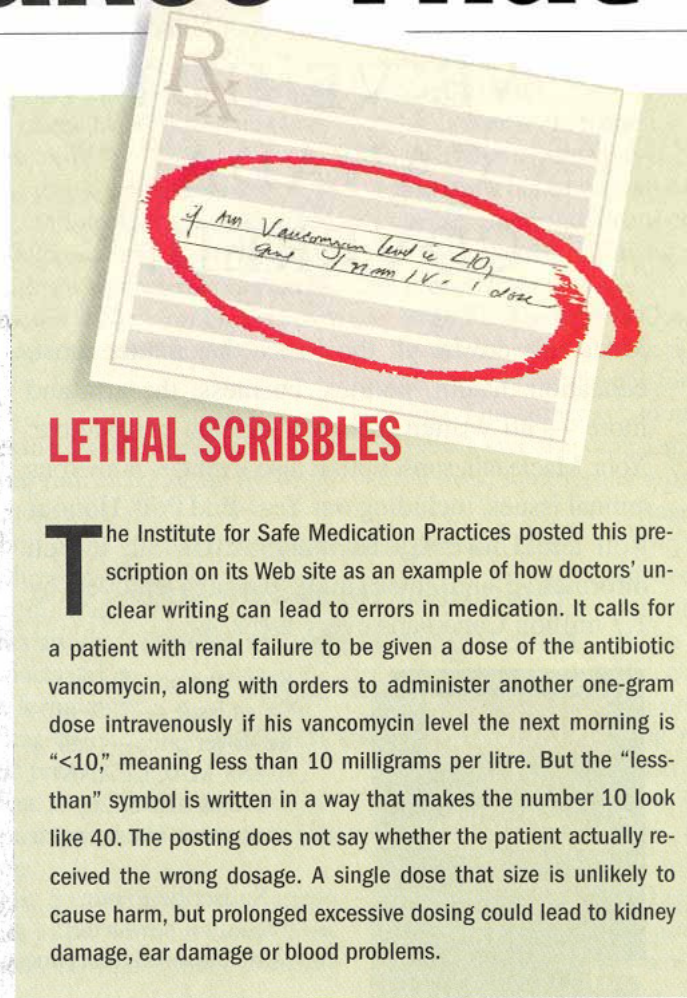 Rx
if AM Vancomycin level is <10,
give 1 gram IV - 1 dose
LETHAL SCRIBBLES
The Institute for Safe Medication Practices posted this pre-
scription on its Web site as an example of how doctors' un-
clear writing can lead to errors in medication. It calls for
a patient with renal failure to be given a dose of the antibiotic
vancomycin, along with orders to administer another one-gram
dose intravenously if his vancomycin level the next morning is
“<10,” meaning less than 10 milligrams per litre. But the “less-
than” symbol is written in a way that makes the number 10 look
like 40. The posting does not say whether the patient actually re-
ceived the wrong dosage. A single dose that size is unlikely to
cause harm, but prolonged excessive dosing could lead to kidney
damage, ear damage or blood problems.